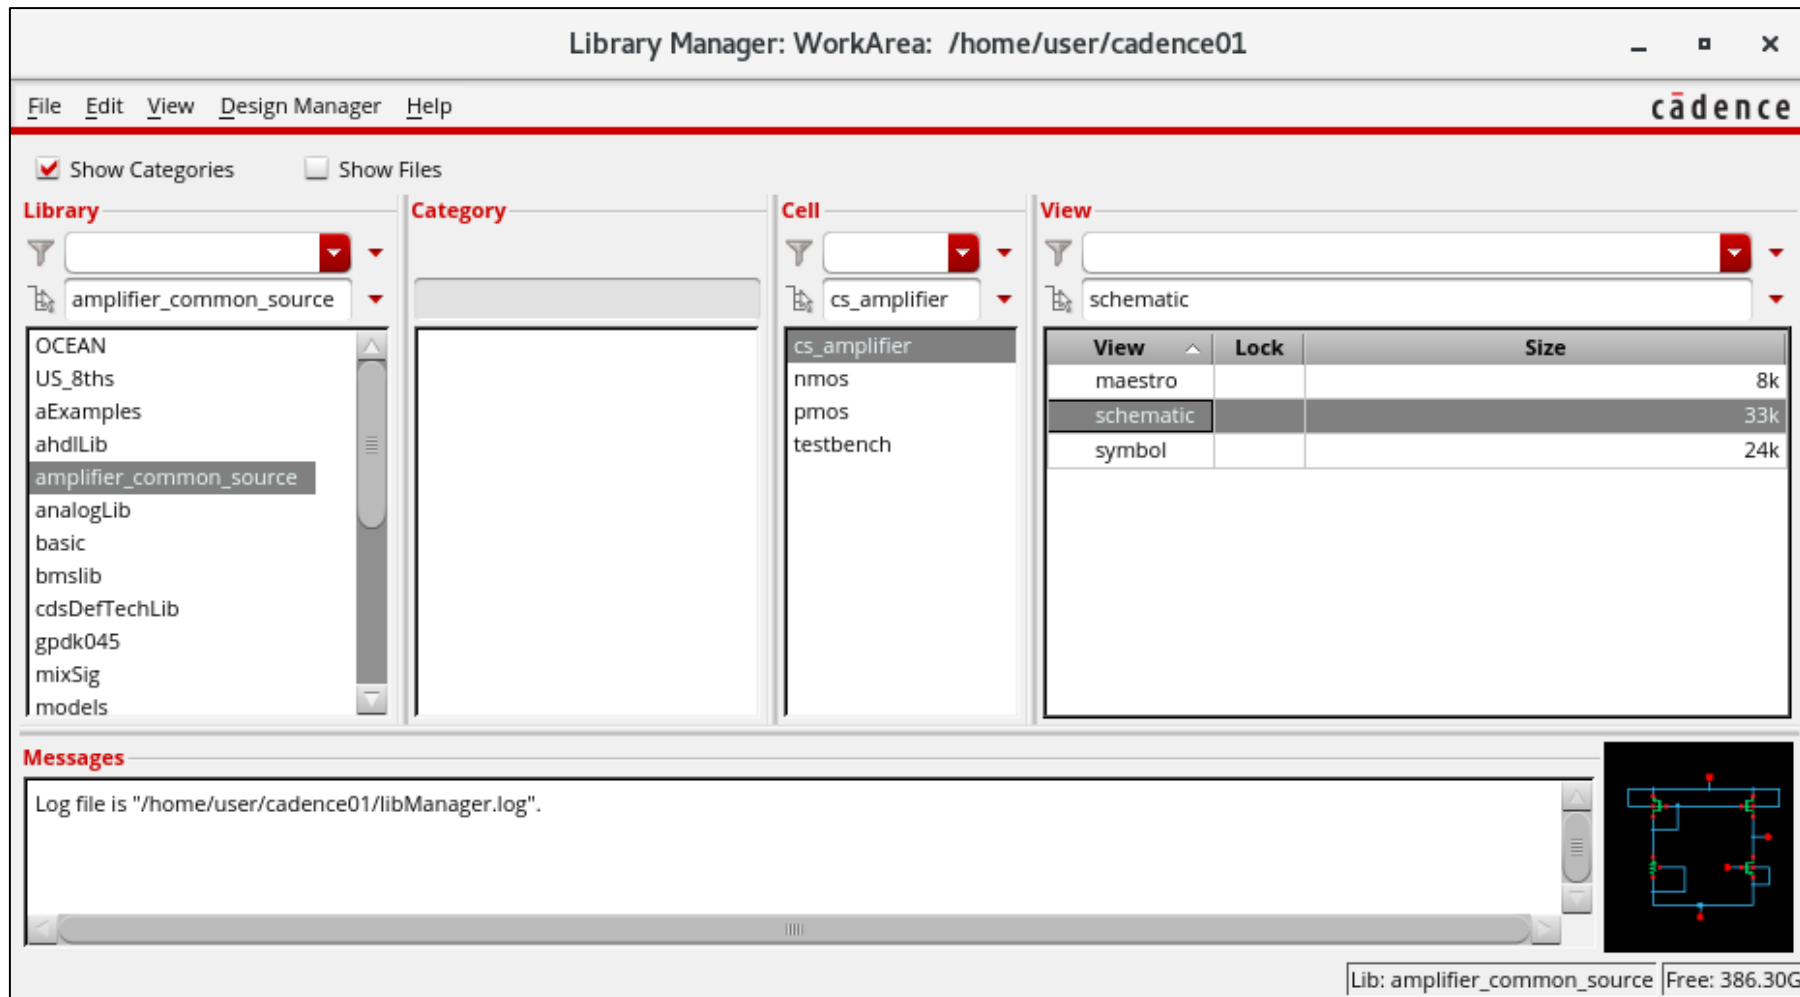 Library Manager: WorkArea: /home/user/cadence01
File Edit View Design Manager Help
cādence
Show Categories Show Files
Library Category Cell View
amplifier_common_source cs_amplifier schematic
OCEAN
US_8ths
aExamples
ahdlLib
amplifier_common_source
analogLib
basic
bmslib
cdsDefTechLib
gpdk045
mixSig
models
cs_amplifier
nmos
pmos
testbench
View Lock Size
maestro 8k
schematic 33k
symbol 24k
Messages
Log file is "/home/user/cadence01/libManager.log".
Lib: amplifier_common_source Free: 386.30G